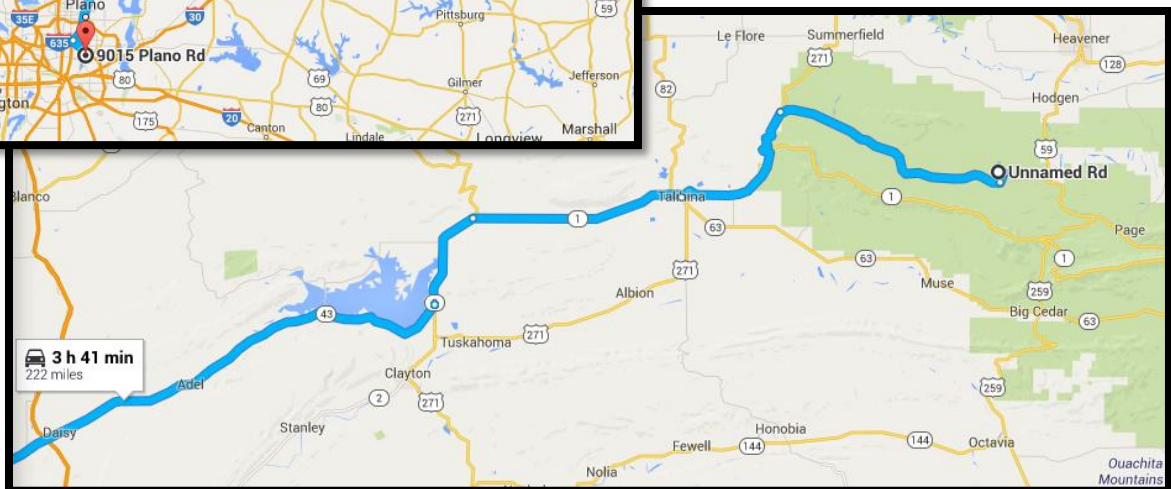 Plano
35E
30
Pittsburg
59
635
9015 Plano Rd
80
69
Jefferson
Gilmer
80
gton
175
20
271
Canton
Lindale
Longview
Marshall
Le Flore
Summerfield
271
Heavener
128
82
Hodgen
59
Unnamed Rd
Blanco
Talihina
1
1
63
Page
63
1
271
Muse
259
Albion
Big Cedar
63
43
271
Tuskahoma
3 h 41 min
222 miles
Adel
Clayton
2
271
259
Daisy
Stanley
Honobia
Fewell
144
144
Octavia
Nolia
Ouachita
Mountains